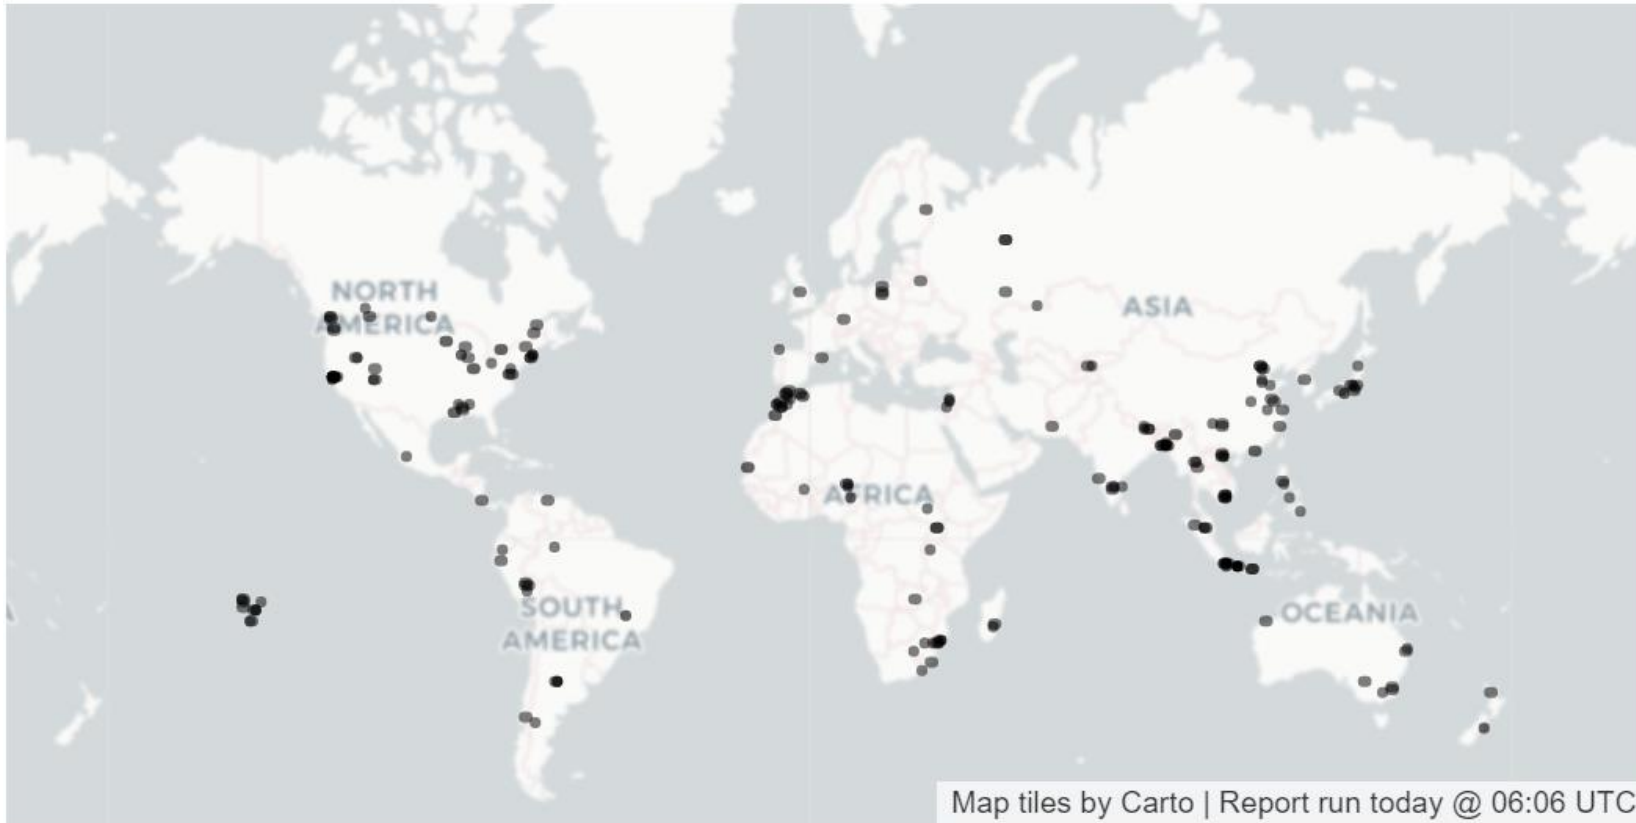 NORTH
AMERICA
ASIA
AFRICA
SOUTH
AMERICA
OCEANIA
Map tiles by Carto | Report run today @ 06:06 UTC